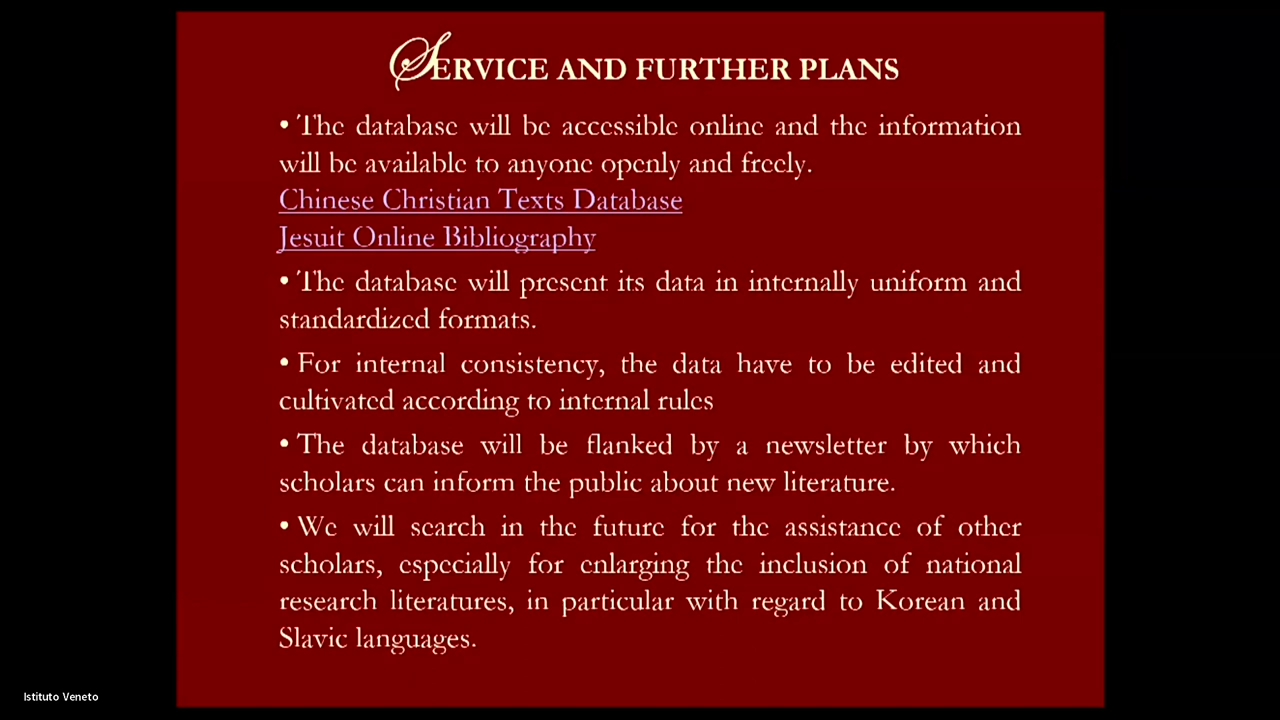 SERVICE AND FURTHER PLANS
• The database will be accessible online and the information
will be available to anyone openly and freely.
Chinese Christian Texts Database
Jesuit Online Bibliography
• The database will present its data in internally uniform and
standardized formats.
• For internal consistency, the data have to be edited and
cultivated according to internal rules
• The database will be flanked by a newsletter by which
scholars can inform the public about new literature.
• We will search in the future for the assistance of other
scholars, especially for enlarging the inclusion of national
research literatures, in particular with regard to Korean and
Slavic languages.
Istituto Veneto